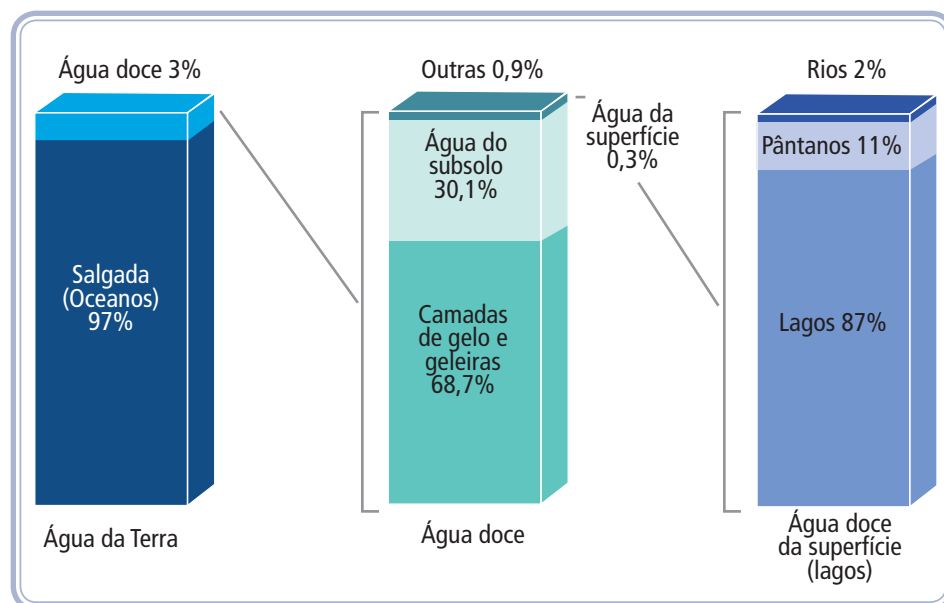 Água doce 3%
Salgada
(Oceanos)
97%
Água da Terra
Outras 0,9%
Água do
subsolo
30,1%
Camadas
de gelo e
geleiras
68,7%
Água doce
Água da
superfície
0,3%
Rios 2%
Pântanos 11%
Lagos 87%
Água doce
da superfície
(lagos)